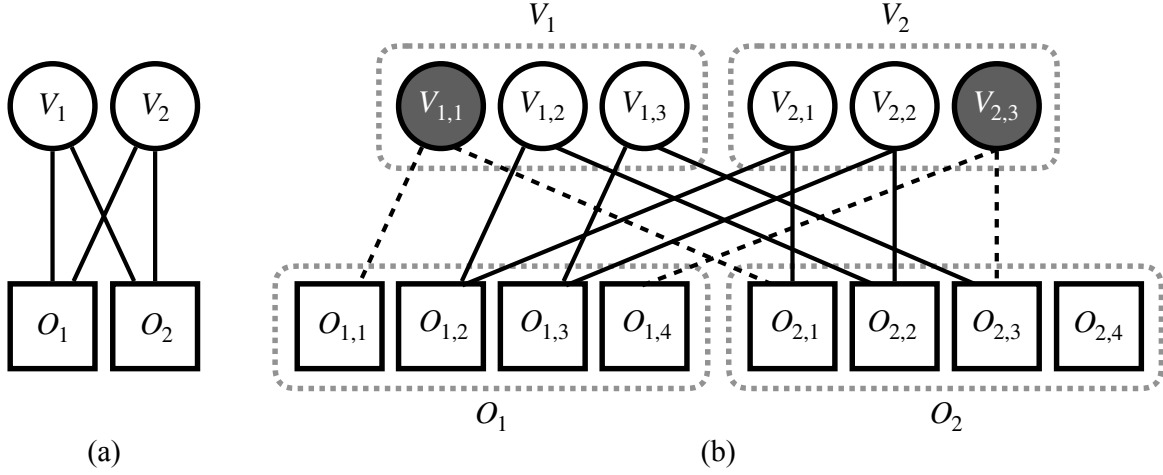 V1 V2
V1 V2
V1,1 V1,2 V1,3 V2,1 V2,2 V2,3
O1 O2
O1,1 O1,2 O1,3 O1,4 O2,1 O2,2 O2,3 O2,4
O1 O2
(a) (b)